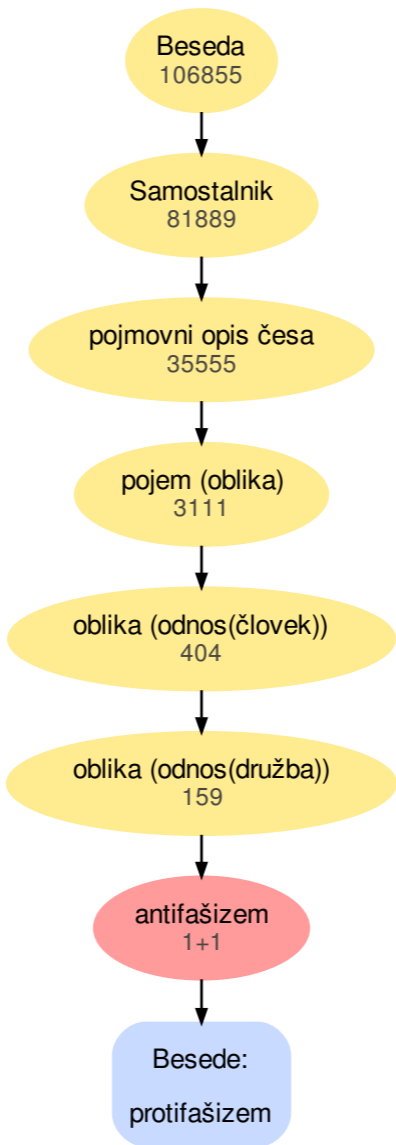 Beseda
106855
Samostalnik
81889
pojmovni opis česa
35555
pojem (oblika)
3111
oblika (odnos(človek))
404
oblika (odnos(družba))
159
antifašizem
1+1
Besede:
protifašizem